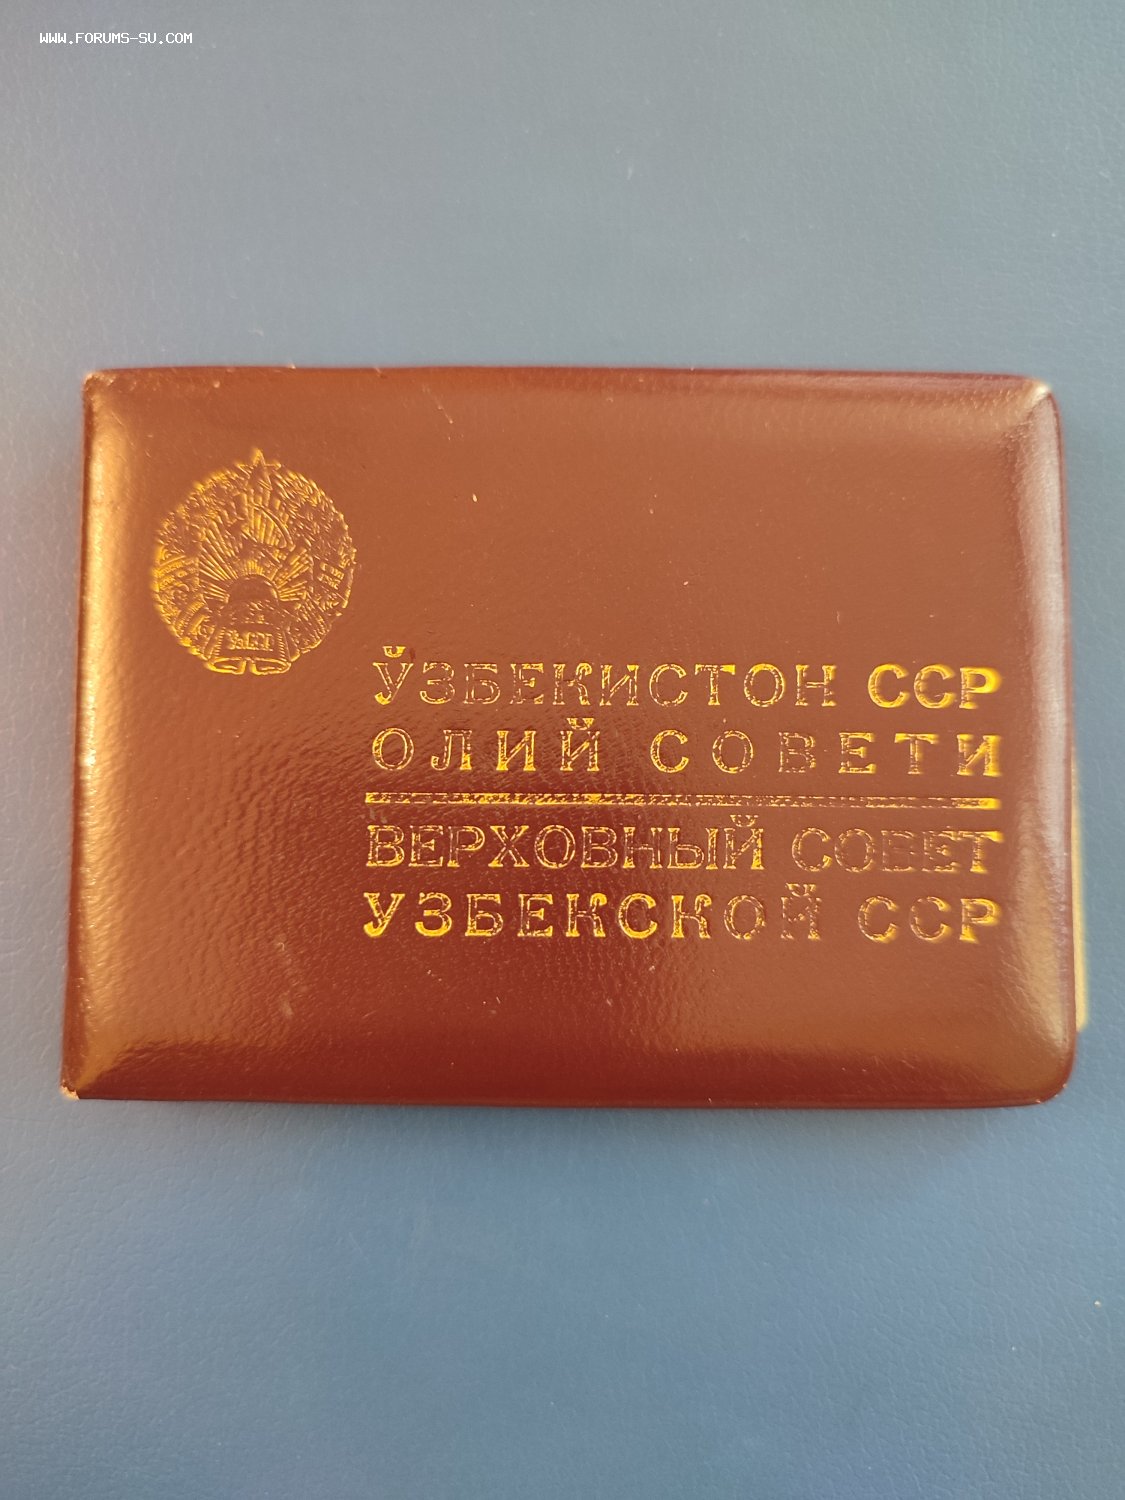 WWW.FORUMS-SU.COM
ЎЗБЕКИСТОН ССР
ОЛИЙ СОВЕТИ
ВЕРХОВНЫЙ СОВЕТ
УЗБЕКСКОЙ ССР